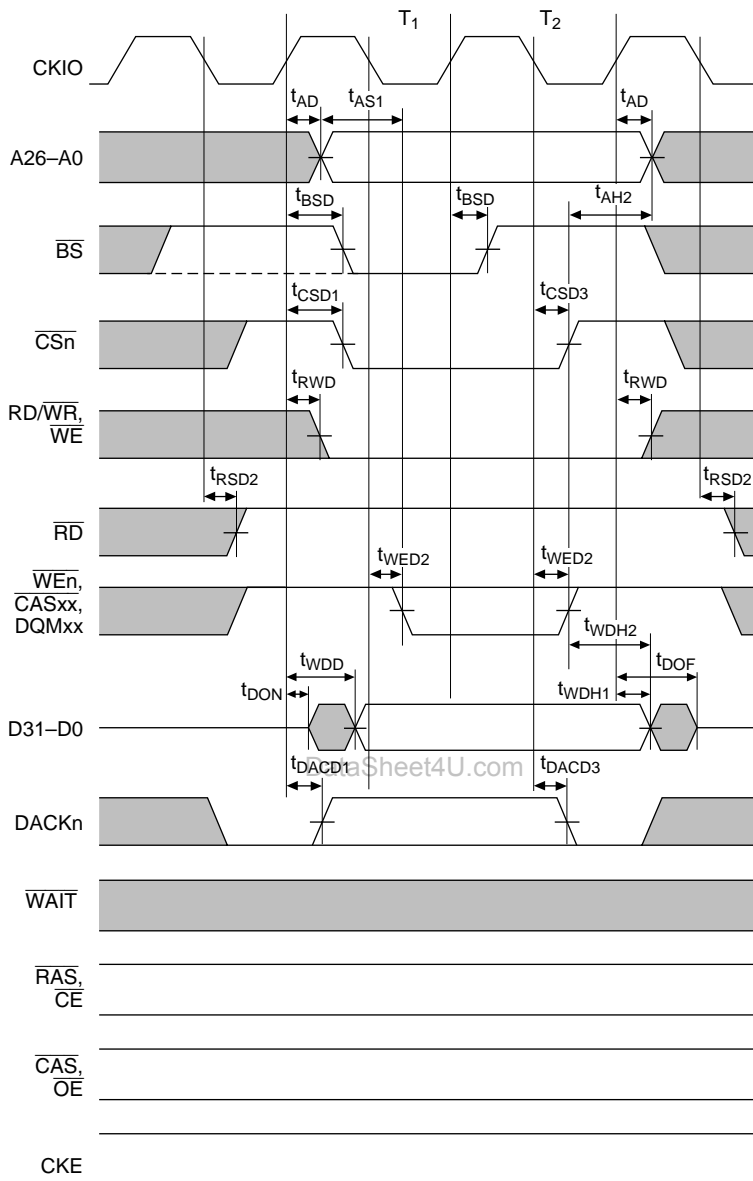 T1 T2
CKIO
tAD tAS1 tAD
A26–A0
tBSD tBSD tAH2
BS
tCSD1 tCSD3
CSn
tRWD tRWD
RD/WR,
WE
tRSD2 tRSD2
RD
WEn,
CASxx,
DQMxx
tWED2 tWED2
tWDH2
tWDD tDOF
tDON tWDH1
D31–D0
DataSheet4U.com
tDACD1 tDACD3
DACKn
WAIT
RAS,
CE
CAS,
OE
CKE